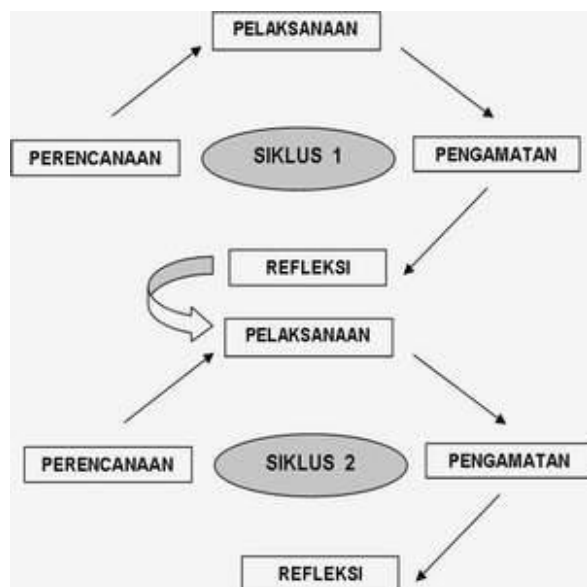 PELAKSANAAN
PERENCANAAN
SIKLUS 1
PENGAMATAN
REFLEKSI
PELAKSANAAN
PERENCANAAN
SIKLUS 2
PENGAMATAN
REFLEKSI